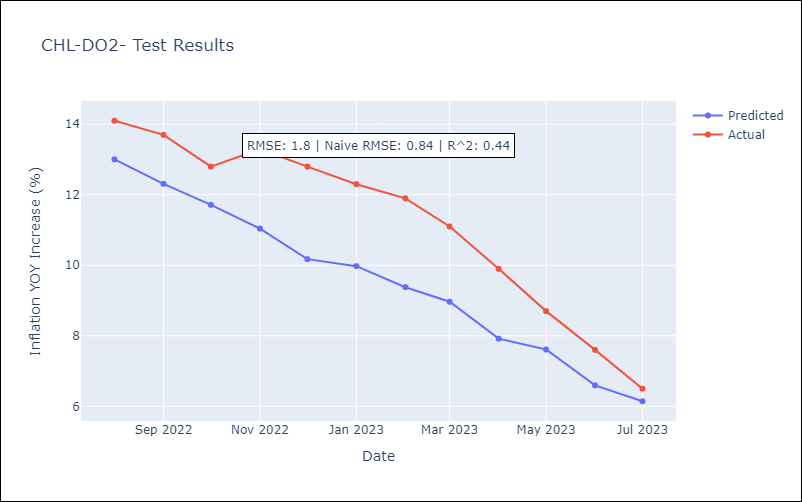 CHL-DO2- Test Results
Predicted
Actual
RMSE: 1.8 | Naive RMSE: 0.84 | R^2: 0.44
Inflation YOY Increase (%)
14
12
10
8
6
Sep 2022
Nov 2022
Jan 2023
Mar 2023
May 2023
Jul 2023
Date